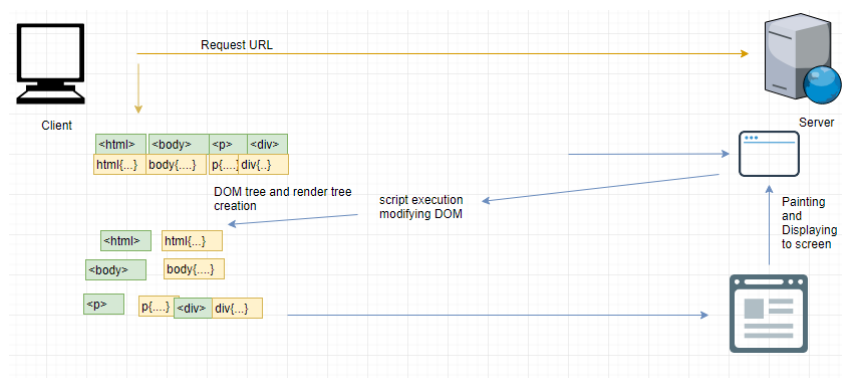 Request URL
Client
Server
<html> <body> <p> <div>
html{...} body{....} p{....} div{..}
DOM tree and render tree
creation
script execution
modifying DOM
Painting
and
Displaying
to screen
<html> html{...}
<body> body{....}
<p> p{....} <div> div{...}